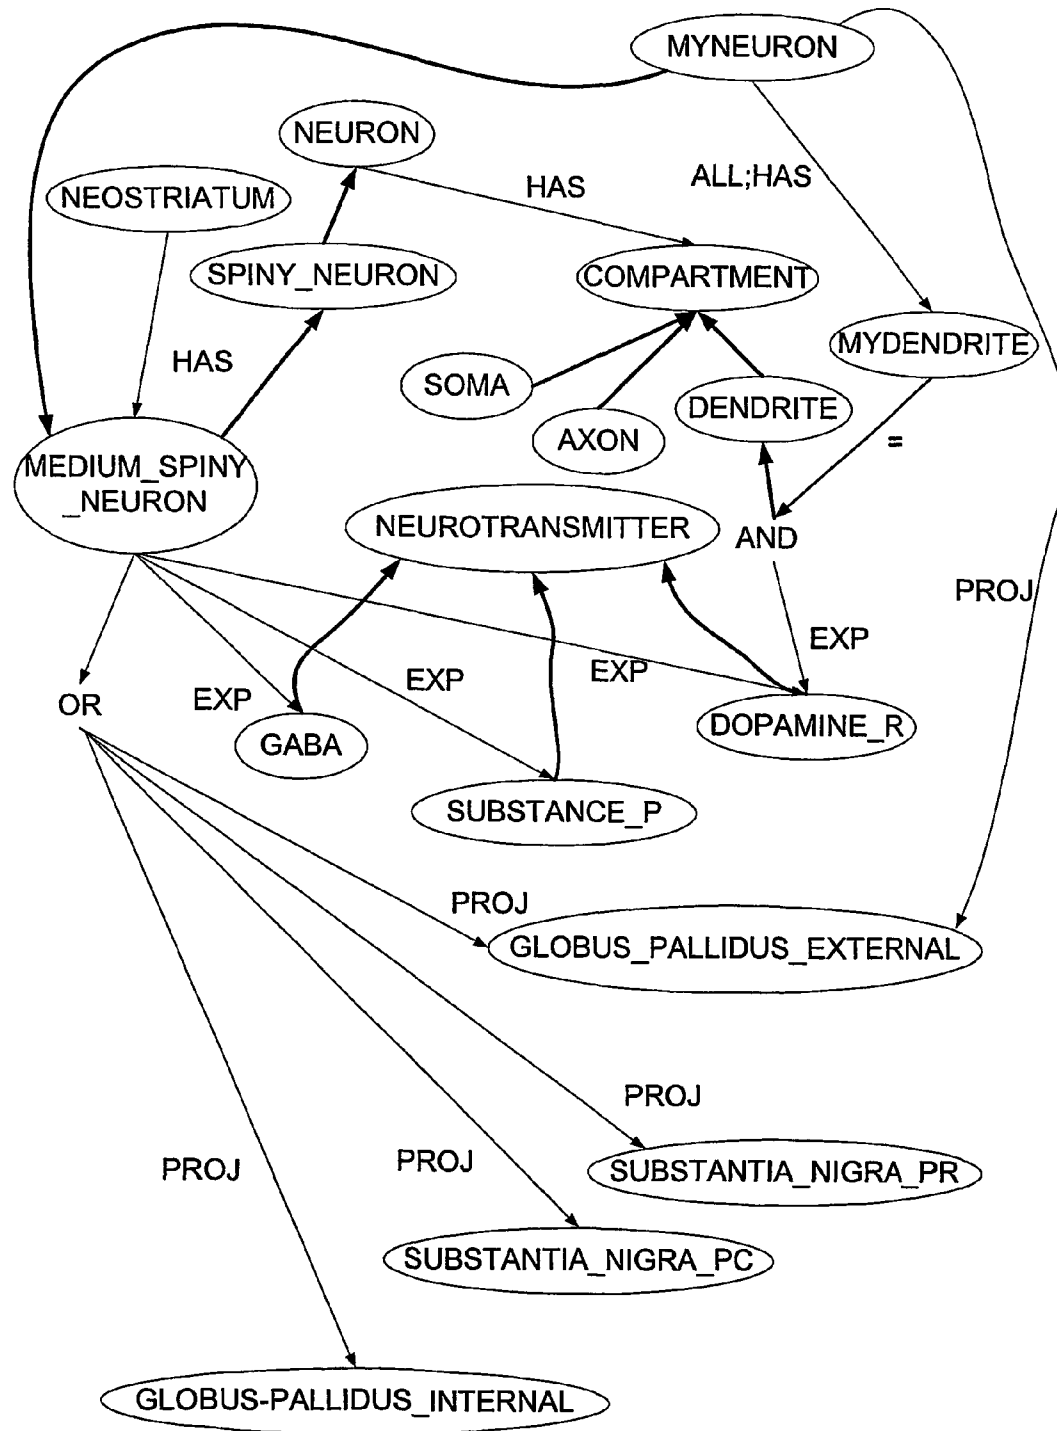 MYNEURON
NEURON
HAS
ALL;HAS
NEOSTRIATUM
SPINY_NEURON
COMPARTMENT
MYDENDRITE
HAS
SOMA
DENDRITE
AXON
=
MEDIUM_SPINY
_NEURON
NEUROTRANSMITTER
AND
PROJ
EXP
EXP
EXP
EXP
OR
GABA
DOPAMINE_R
SUBSTANCE_P
PROJ
GLOBUS_PALLIDUS_EXTERNAL
PROJ
PROJ
PROJ
SUBSTANTIA_NIGRA_PR
SUBSTANTIA_NIGRA_PC
GLOBUS-PALLIDUS_INTERNAL